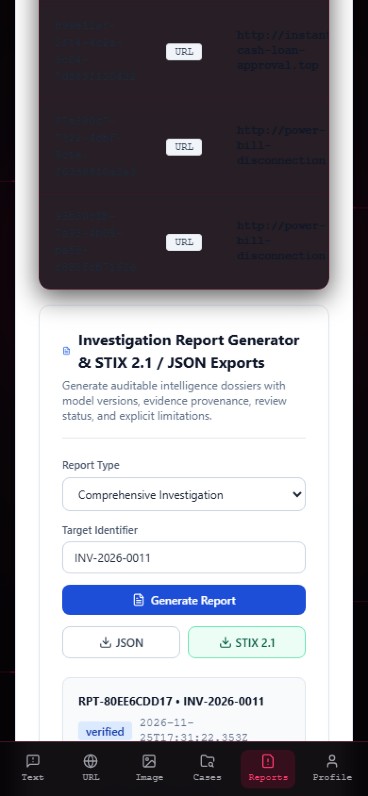 URL
http://instant-
cash-loan-
approval.top
URL
http://power-
bill-
disconnection
URL
http://power-
bill-
disconnection
Investigation Report Generator
& STIX 2.1 / JSON Exports
Generate auditable intelligence dossiers with
model versions, evidence provenance, review
status, and explicit limitations.
Report Type
Comprehensive Investigation
Target Identifier
INV-2026-0011
Generate Report
JSON
STIX 2.1
RPT-80EE6CDD17 • INV-2026-0011
verified
2026-11-
25T17:31:22.353Z
Text
URL
Image
Cases
Reports
Profile